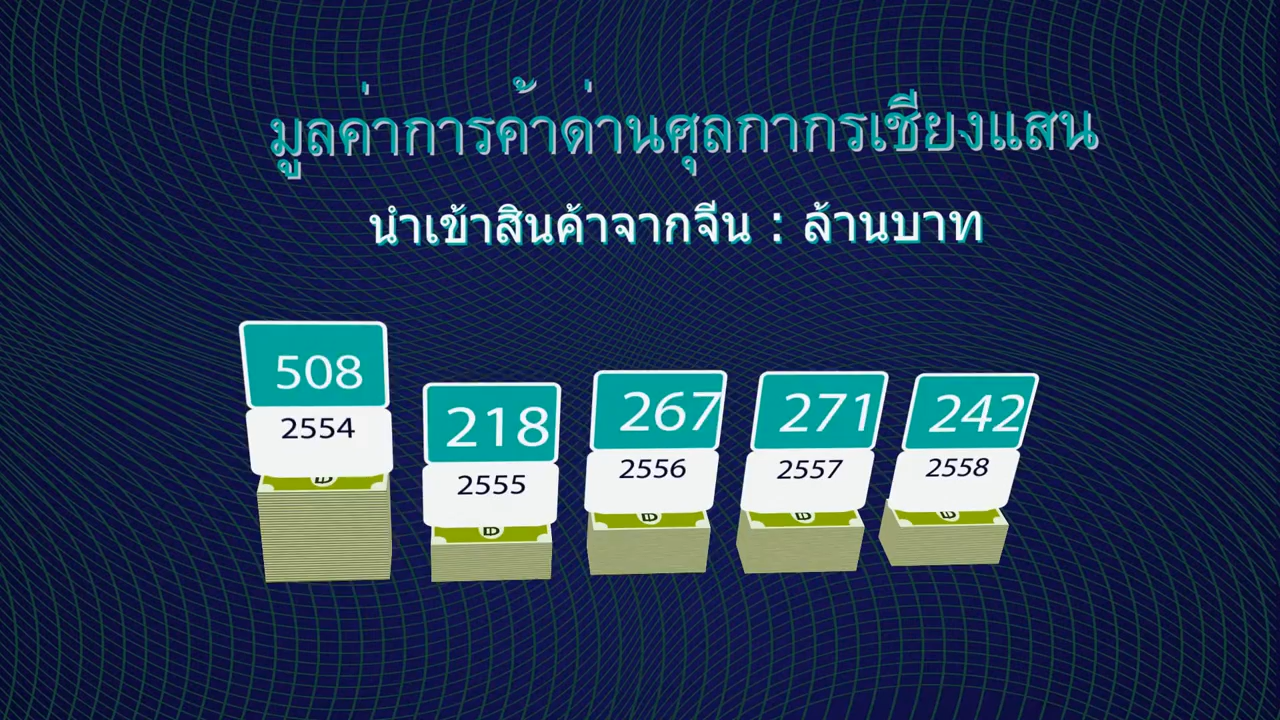 มูลค่าการค้าด่านศุลกากรเชียงแสน
นำเข้าสินค้าจากจีน : ล้านบาท
508 218 267 271 242
2554 2555 2556 2557 2558